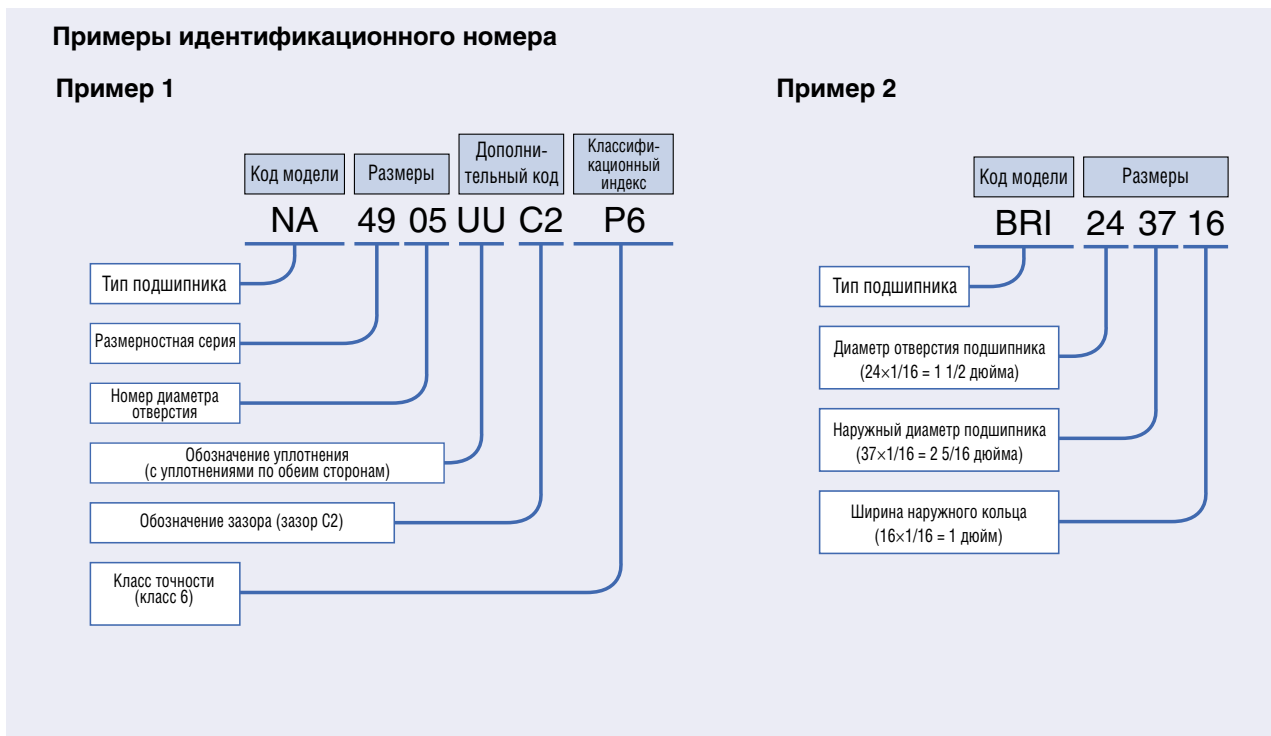 Примеры идентификационного номера
Пример 1
Код модели
Размеры
Дополни-
тельный код
Классифи-
кационный
индекс
NA 49 05 UU C2 P6
Тип подшипника
Размерностная серия
Номер диаметра
отверстия
Обозначение уплотнения
(с уплотнениями по обеим сторонам)
Обозначение зазора (зазор C2)
Класс точности
(класс 6)
Пример 2
Код модели
Размеры
BRI 24 37 16
Тип подшипника
Диаметр отверстия подшипника
(24×1/16 = 1 1/2 дюйма)
Наружный диаметр подшипника
(37×1/16 = 2 5/16 дюйма)
Ширина наружного кольца
(16×1/16 = 1 дюйм)